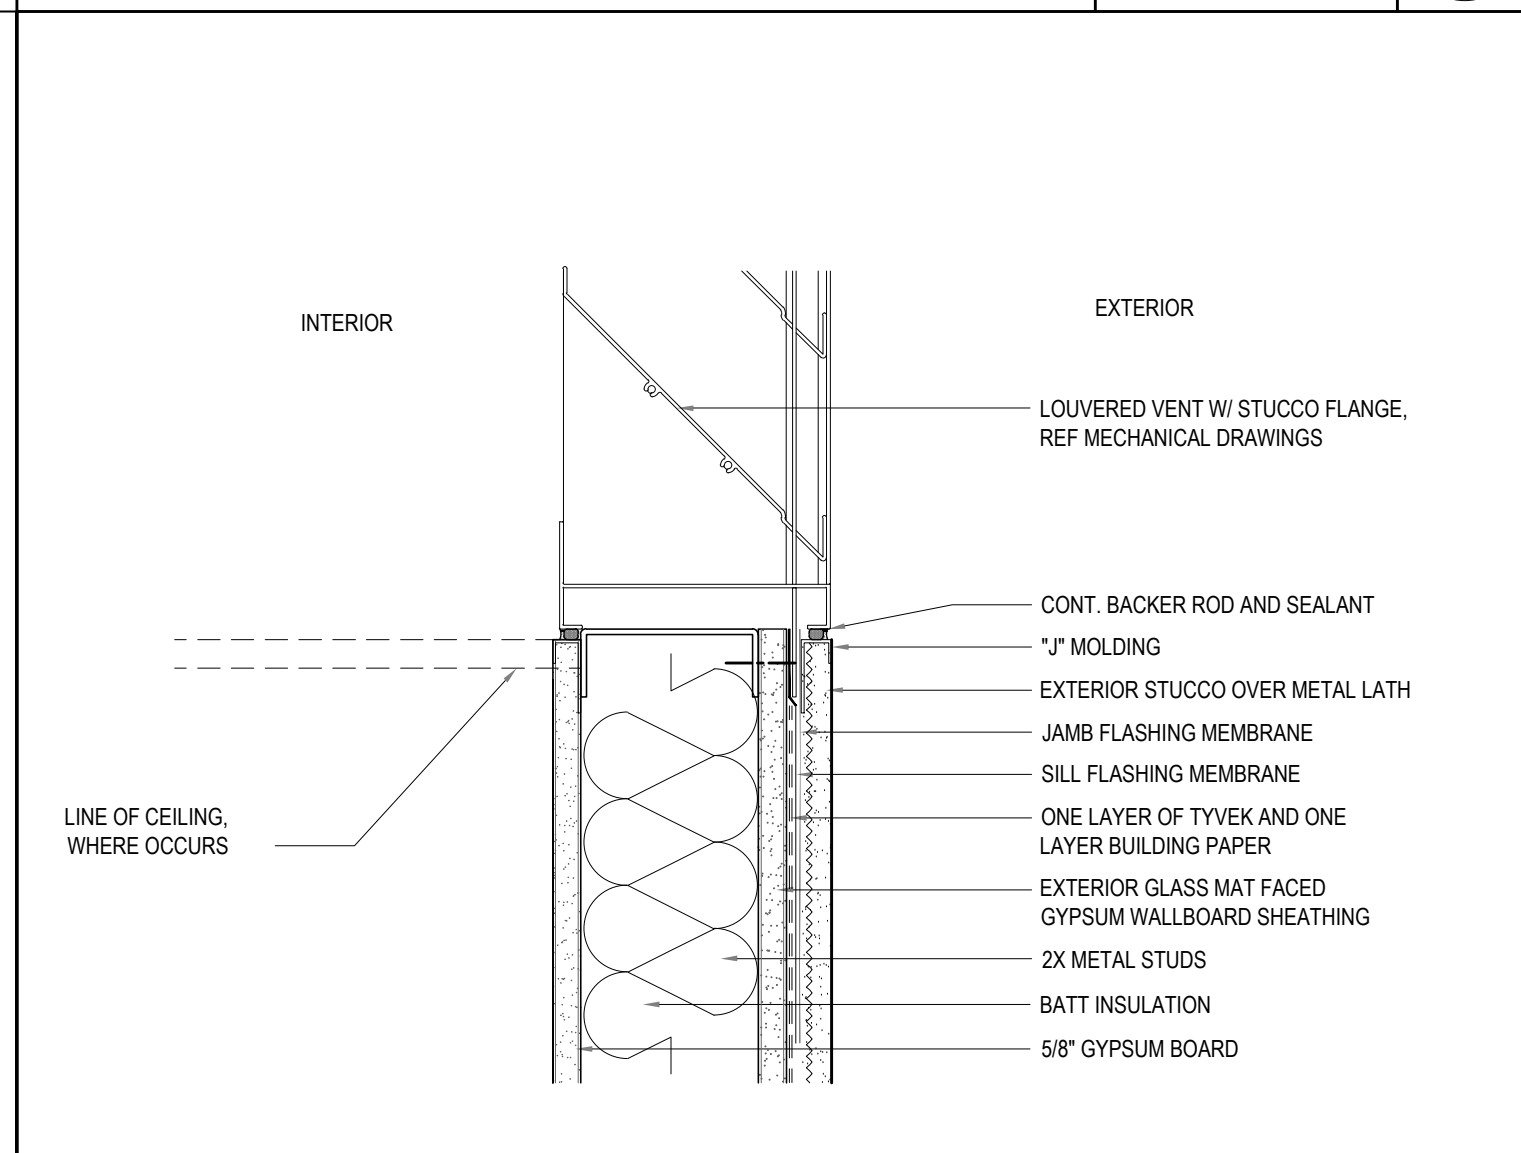 INTERIOR
EXTERIOR
LOUVERED VENT W/ STUCCO FLANGE,
REF MECHANICAL DRAWINGS
CONT. BACKER ROD AND SEALANT
"J" MOLDING
EXTERIOR STUCCO OVER METAL LATH
JAMB FLASHING MEMBRANE
SILL FLASHING MEMBRANE
ONE LAYER OF TYVEK AND ONE
LAYER BUILDING PAPER
EXTERIOR GLASS MAT FACED
GYPSUM WALLBOARD SHEATHING
2X METAL STUDS
BATT INSULATION
5/8" GYPSUM BOARD
LINE OF CEILING,
WHERE OCCURS